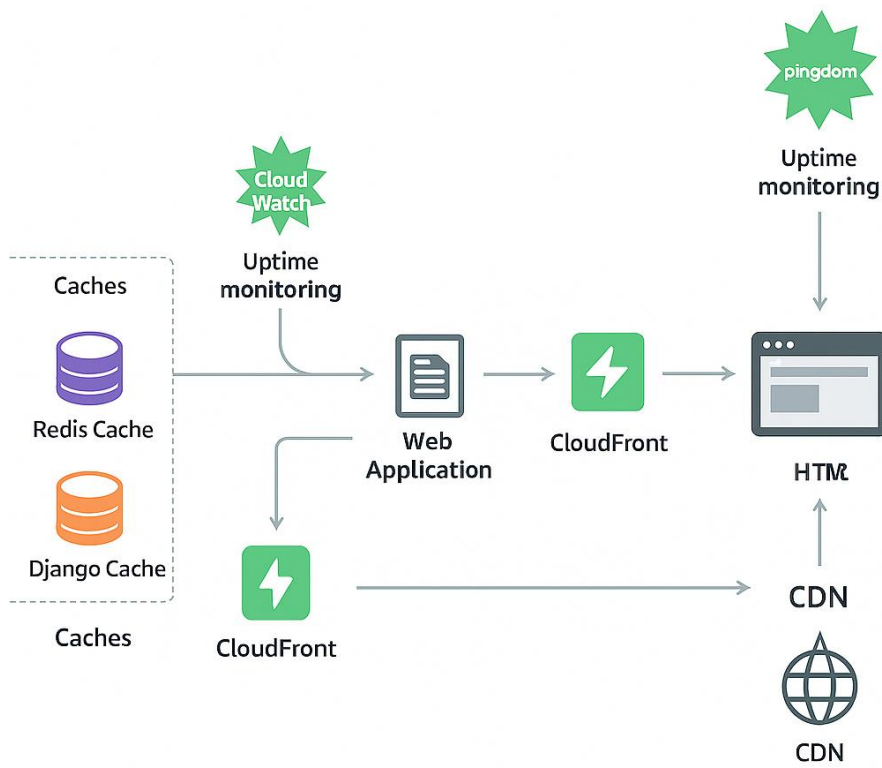 pingdom
Uptime
monitoring
Cloud
Watch
Uptime
monitoring
Caches
Redis Cache
Django Cache
Caches
Web
Application
CloudFront
CloudFront
CDN
CDN